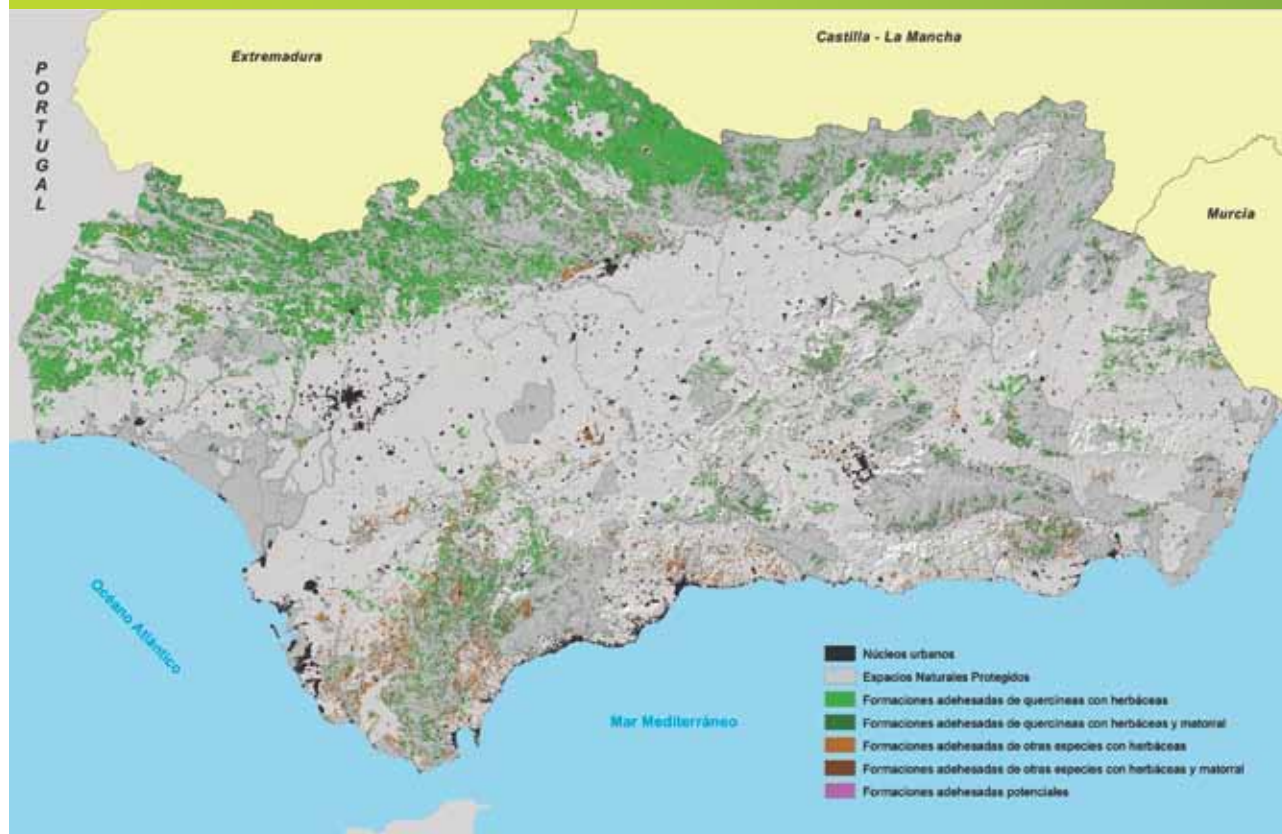 Extremadura
Castilla - La Mancha
PORTUGAL
Murcia
Océano Atlántico
Mar Mediterráneo
Núcleos urbanos
Espacios Naturales Protegidos
Formaciones adehesadas de quercíneas con herbáceas
Formaciones adehesadas de quercíneas con herbáceas y matorral
Formaciones adehesadas de otras especies con herbáceas
Formaciones adehesadas de otras especies con herbáceas y matorral
Formaciones adehesadas potenciales